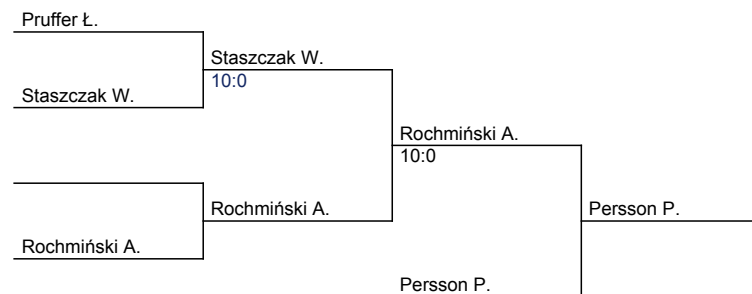 Pruffer Ł.
Staszczak W.
10:0
Staszczak W.
Rochmiński A.
10:0
Rochmiński A.
Persson P.
Rochmiński A.
Persson P.